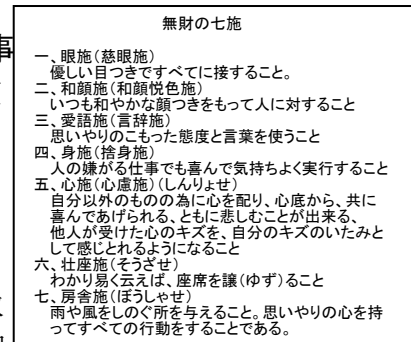 無財の七施
一、眼施(慈眼施)
優しい目つきですべてに接すること。
二、和顔施(和顔悦色施)
いつも和やかな顔つきをもって人に対すること
三、愛語施(言辞施)
思いやりのこもった態度と言葉を使うこと
四、身施(捨身施)
人の嫌がる仕事でも喜んで気持ちよく実行すること
五、心施(心慮施)(しんりょせ)
自分以外のものの為に心を配り、心底から、共に
喜んであげられる、ともに悲しむことが出来る、
他人が受けた心のキズを、自分のキズのいたみと
して感じとれるようになること
六、壮座施(そうざせ)
わかり易く云えば、座席を譲(ゆず)ること
七、房舎施(ぼうしゃせ)
雨や風をしのぐ所を与えること。思いやりの心を持
ってすべての行動をすることである。
事